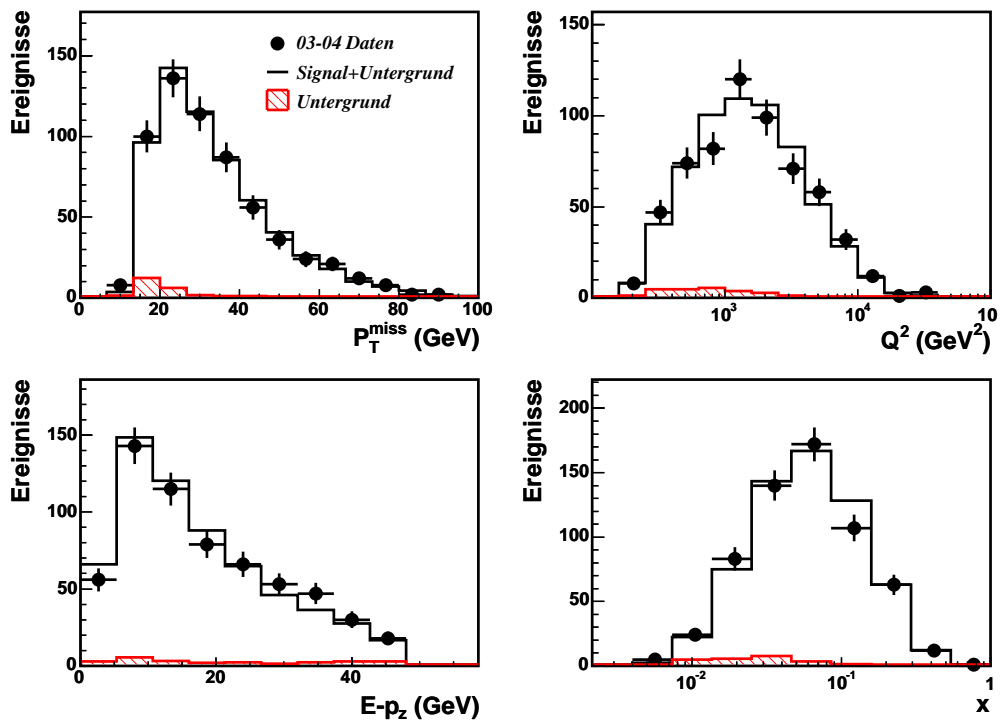 Ereignisse
150
100
50
0
03-04 Daten
Signal+Untergrund
Untergrund
0 20 40 60 80 100
P_T^miss (GeV)
Ereignisse
150
100
50
0
10^3 10^4 10
Q^2 (GeV^2)
Ereignisse
150
100
50
0
0 20 40
E-p_z (GeV)
Ereignisse
200
150
100
50
0
10^-2 10^-1 1
x